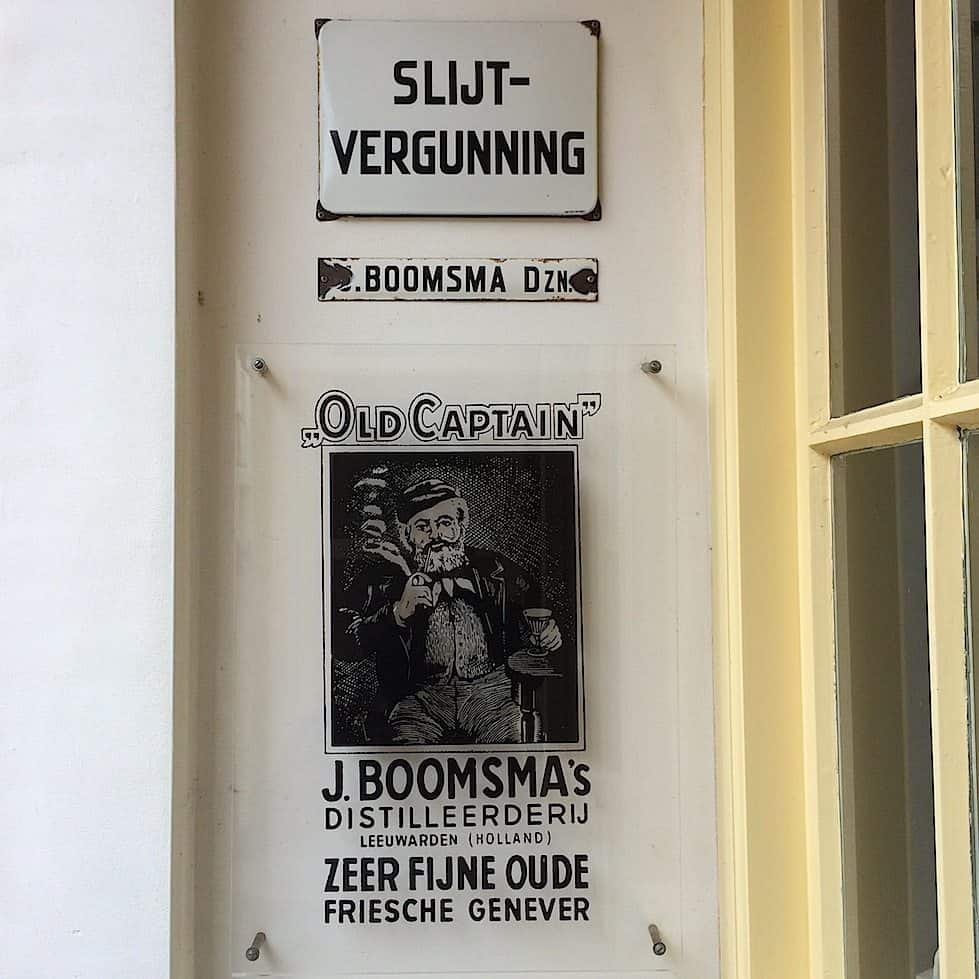 SLIJT-
VERGUNNING
J.BOOMSMA DZN.
„OLD CAPTAIN”
J. BOOMSMA's
DISTILLEERDERIJ
LEEUWARDEN (HOLLAND)
ZEER FIJNE OUDE
FRIESCHE GENEVER